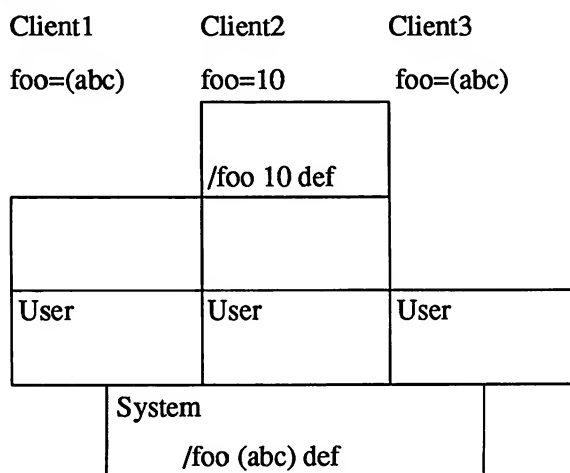 Client1 Client2 Client3
foo=(abc) foo=10 foo=(abc)
/foo 10 def
User User User
System
/foo (abc) def